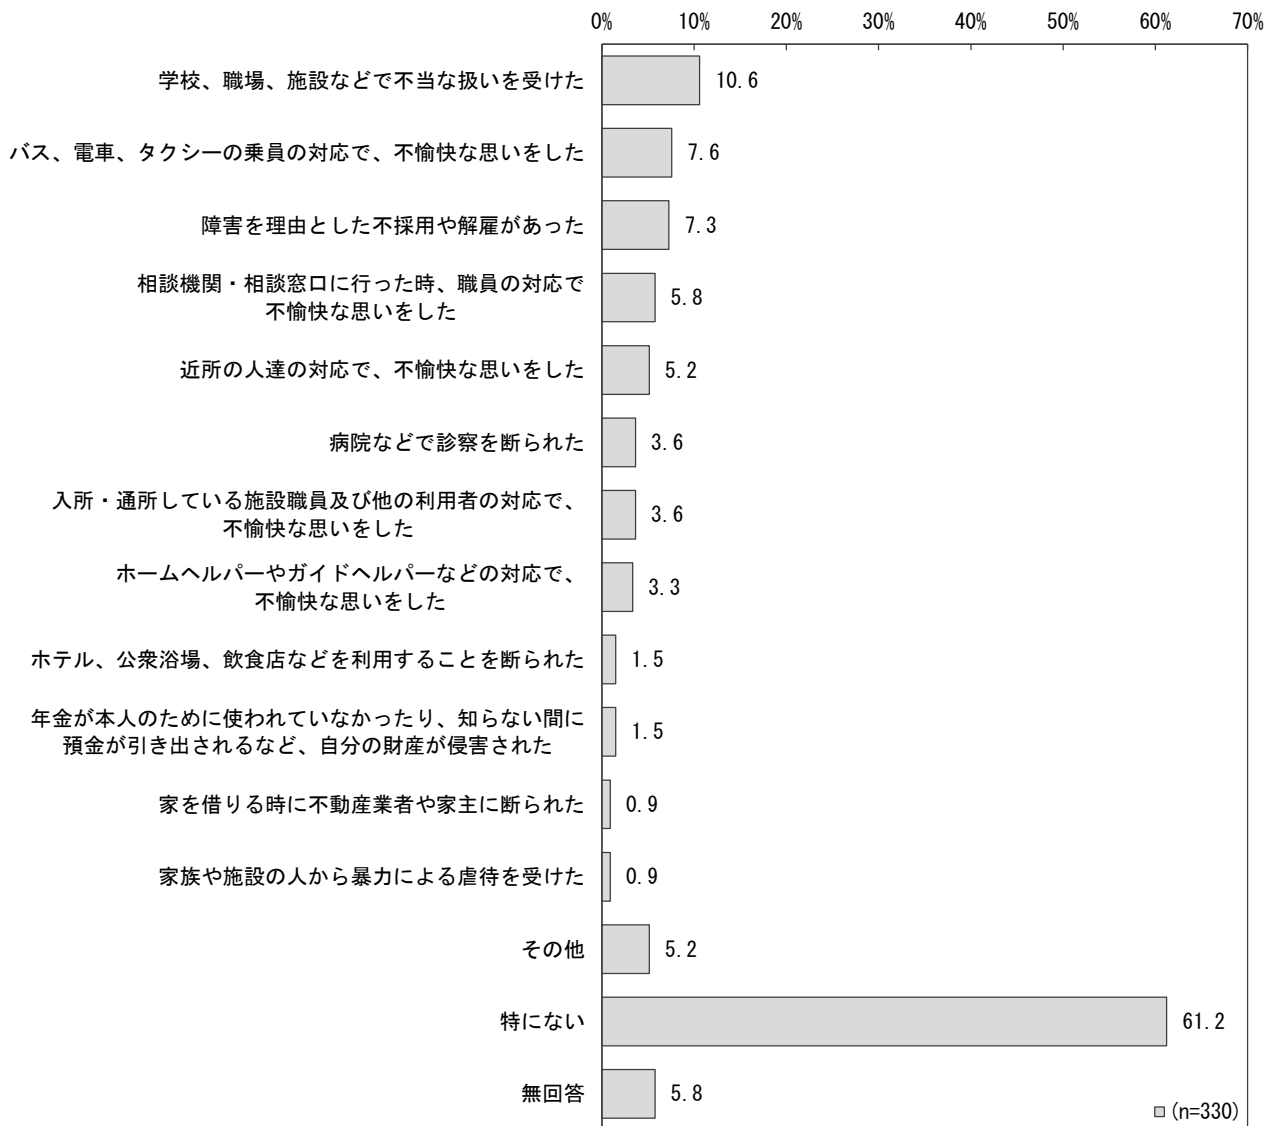 0% 10% 20% 30% 40% 50% 60% 70%
学校、職場、施設などで不当な扱いを受けた 10.6
バス、電車、タクシーの乗員の対応で、不愉快な思いをした 7.6
障害を理由とした不採用や解雇があった 7.3
相談機関・相談窓口に行った時、職員の対応で
不愉快な思いをした 5.8
近所の人達の対応で、不愉快な思いをした 5.2
病院などで診察を断られた 3.6
入所・通所している施設職員及び他の利用者の対応で、
不愉快な思いをした 3.6
ホームヘルパーやガイドヘルパーなどの対応で、
不愉快な思いをした 3.3
ホテル、公衆浴場、飲食店などを利用することを断られた 1.5
年金が本人のために使われていなかったり、知らない間に
預金が引き出されるなど、自分の財産が侵害された 1.5
家を借りる時に不動産業者や家主に断られた 0.9
家族や施設の人から暴力による虐待を受けた 0.9
その他 5.2
特にない 61.2
無回答 5.8
(n=330)